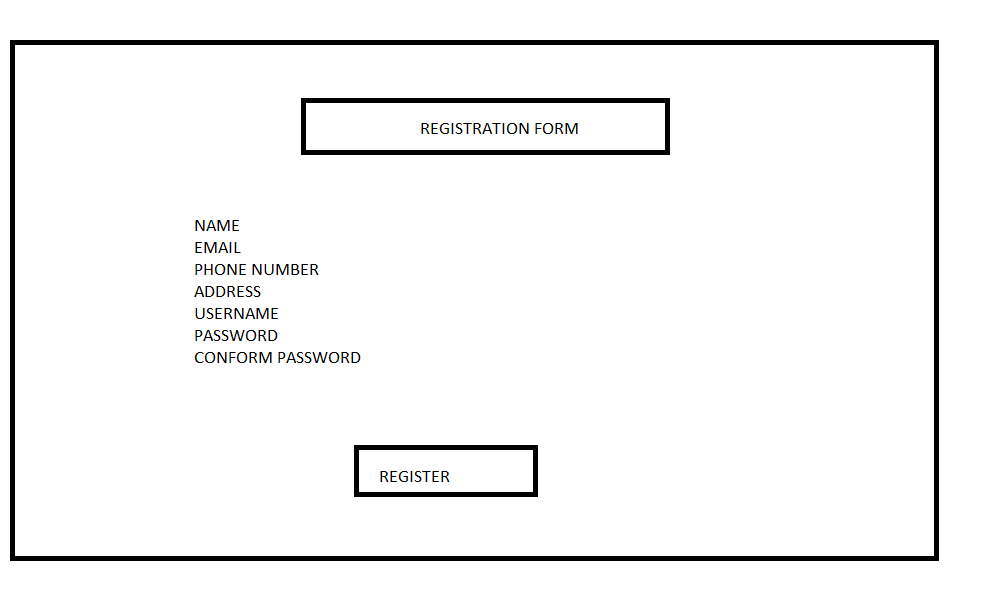 REGISTRATION FORM
NAME
EMAIL
PHONE NUMBER
ADDRESS
USERNAME
PASSWORD
CONFORM PASSWORD
REGISTER